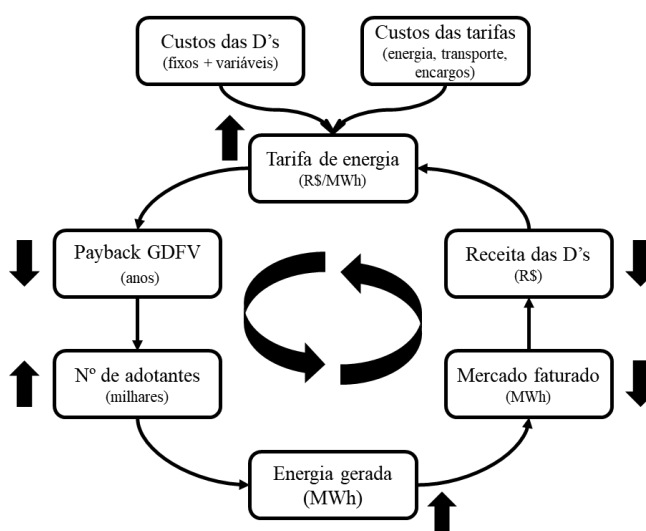 Custos das D's
(fixos + variáveis)
Custos das tarifas
(energia, transporte,
encargos)
Tarifa de energia
(R$/MWh)
Payback GDFV
(anos)
Receita das D's
(R$)
Nº de adotantes
(milhares)
Mercado faturado
(MWh)
Energia gerada
(MWh)